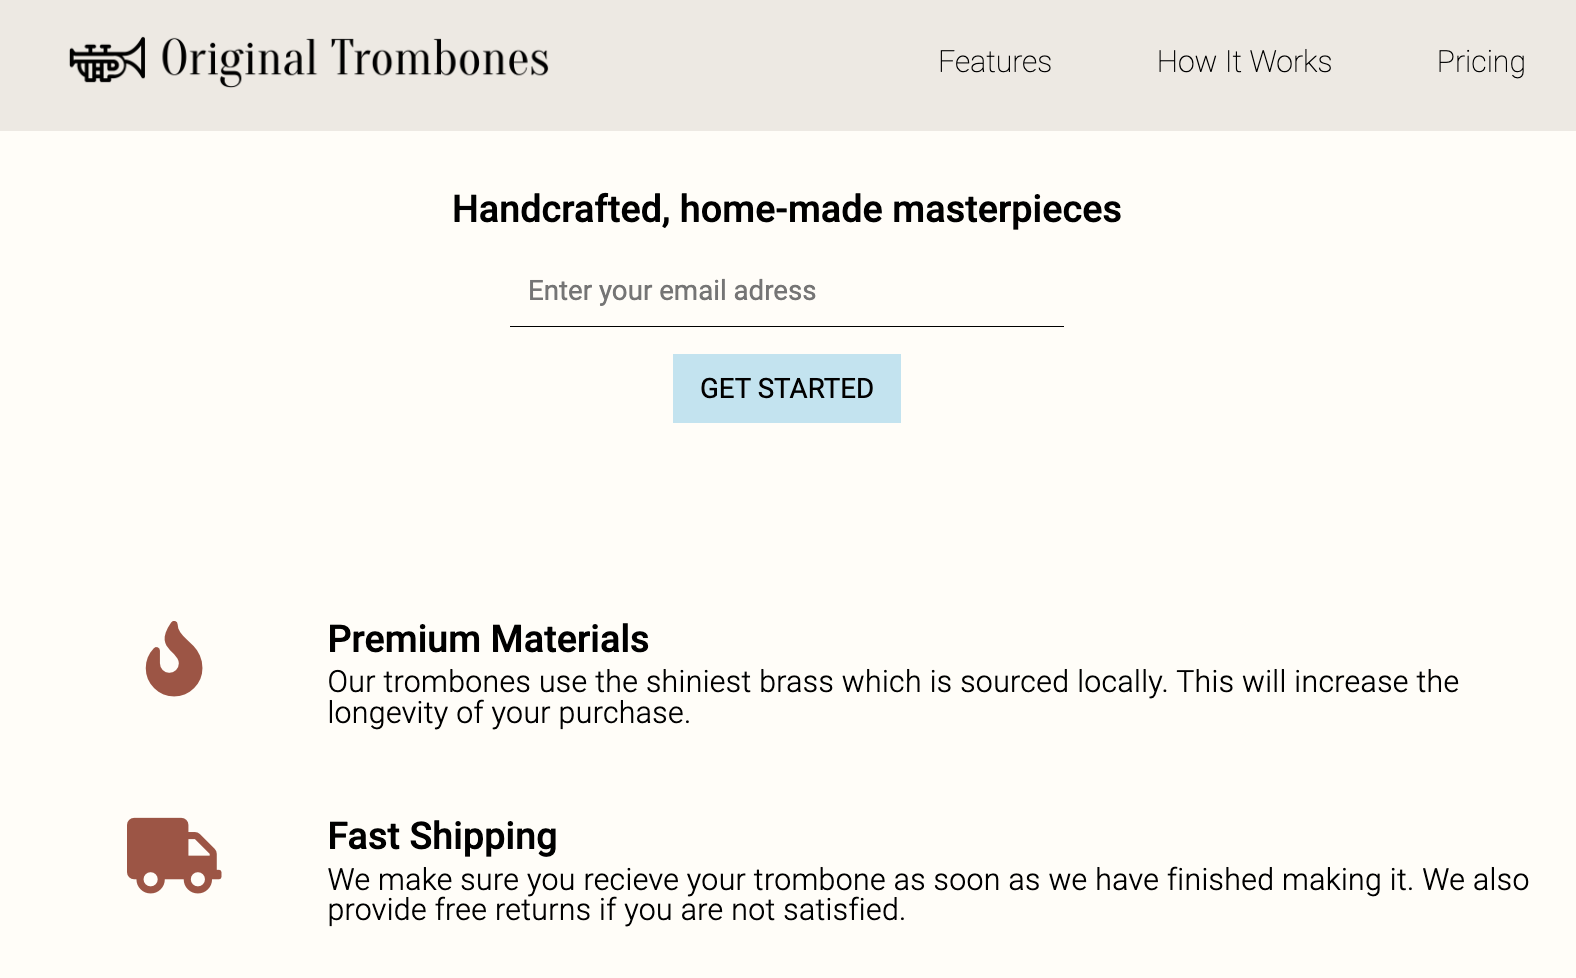 Original Trombones
Features
How It Works
Pricing
Handcrafted, home-made masterpieces
Enter your email adress
GET STARTED
Premium Materials
Our trombones use the shiniest brass which is sourced locally. This will increase the
longevity of your purchase.
Fast Shipping
We make sure you recieve your trombone as soon as we have finished making it. We also
provide free returns if you are not satisfied.